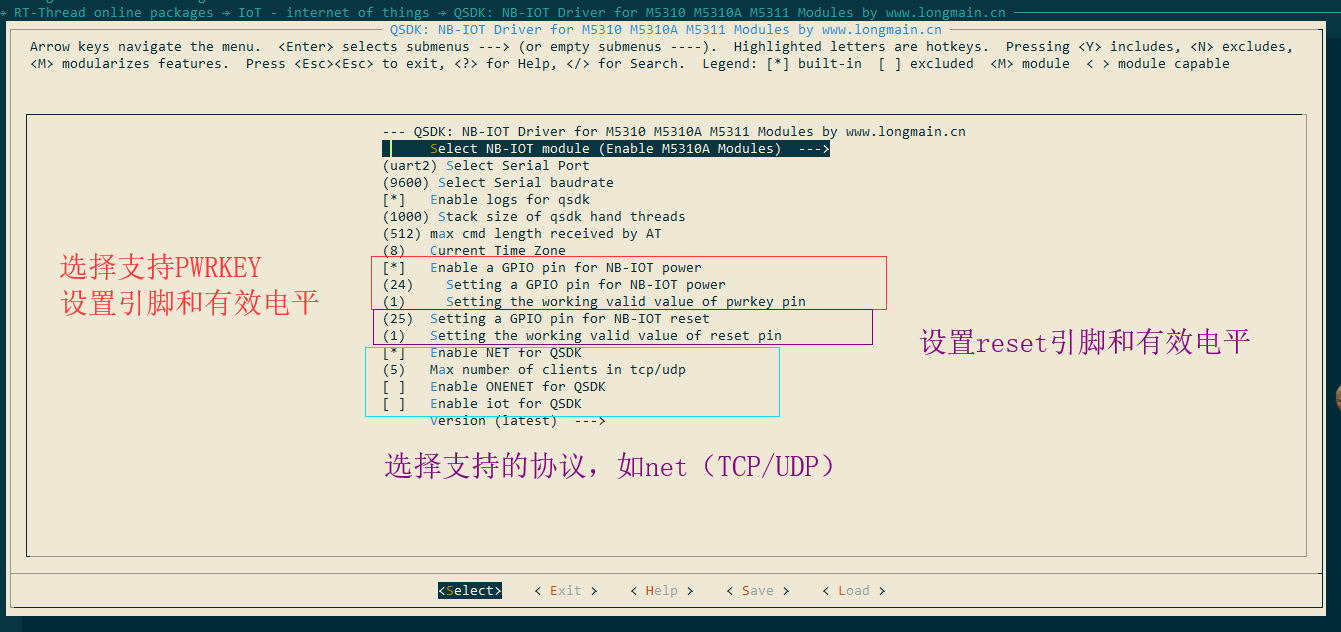 → RT-Thread online packages → IoT - internet of things → QSDK: NB-IOT Driver for M5310 M5310A M5311 Modules by www.longmain.cn
QSDK: NB-IOT Driver for M5310 M5310A M5311 Modules by www.longmain.cn
Arrow keys navigate the menu. <Enter> selects submenus ---> (or empty submenus ----). Highlighted letters are hotkeys. Pressing <Y> includes, <N> excludes,
<M> modularizes features. Press <Esc><Esc> to exit, <?> for Help, </> for Search. Legend: [*] built-in [ ] excluded <M> module < > module capable
--- QSDK: NB-IOT Driver for M5310 M5310A M5311 Modules by www.longmain.cn
Select NB-IOT module (Enable M5310A Modules) --->
(uart2) Select Serial Port
(9600) Select Serial baudrate
[*] Enable logs for qsdk
(1000) Stack size of qsdk hand threads
(512) max cmd length received by AT
(8) Current Time Zone
[*] Enable a GPIO pin for NB-IOT power
(24) Setting a GPIO pin for NB-IOT power
(1) Setting the working valid value of pwrkey pin
(25) Setting a GPIO pin for NB-IOT reset
(1) Setting the working valid value of reset pin
[*] Enable NET for QSDK
(5) Max number of clients in tcp/udp
[ ] Enable ONENET for QSDK
[ ] Enable iot for QSDK
Version (latest) --->
选择支持PWRKEY
设置引脚和有效电平
设置reset引脚和有效电平
选择支持的协议，如net（TCP/UDP）
<Select> < Exit > < Help > < Save > < Load >